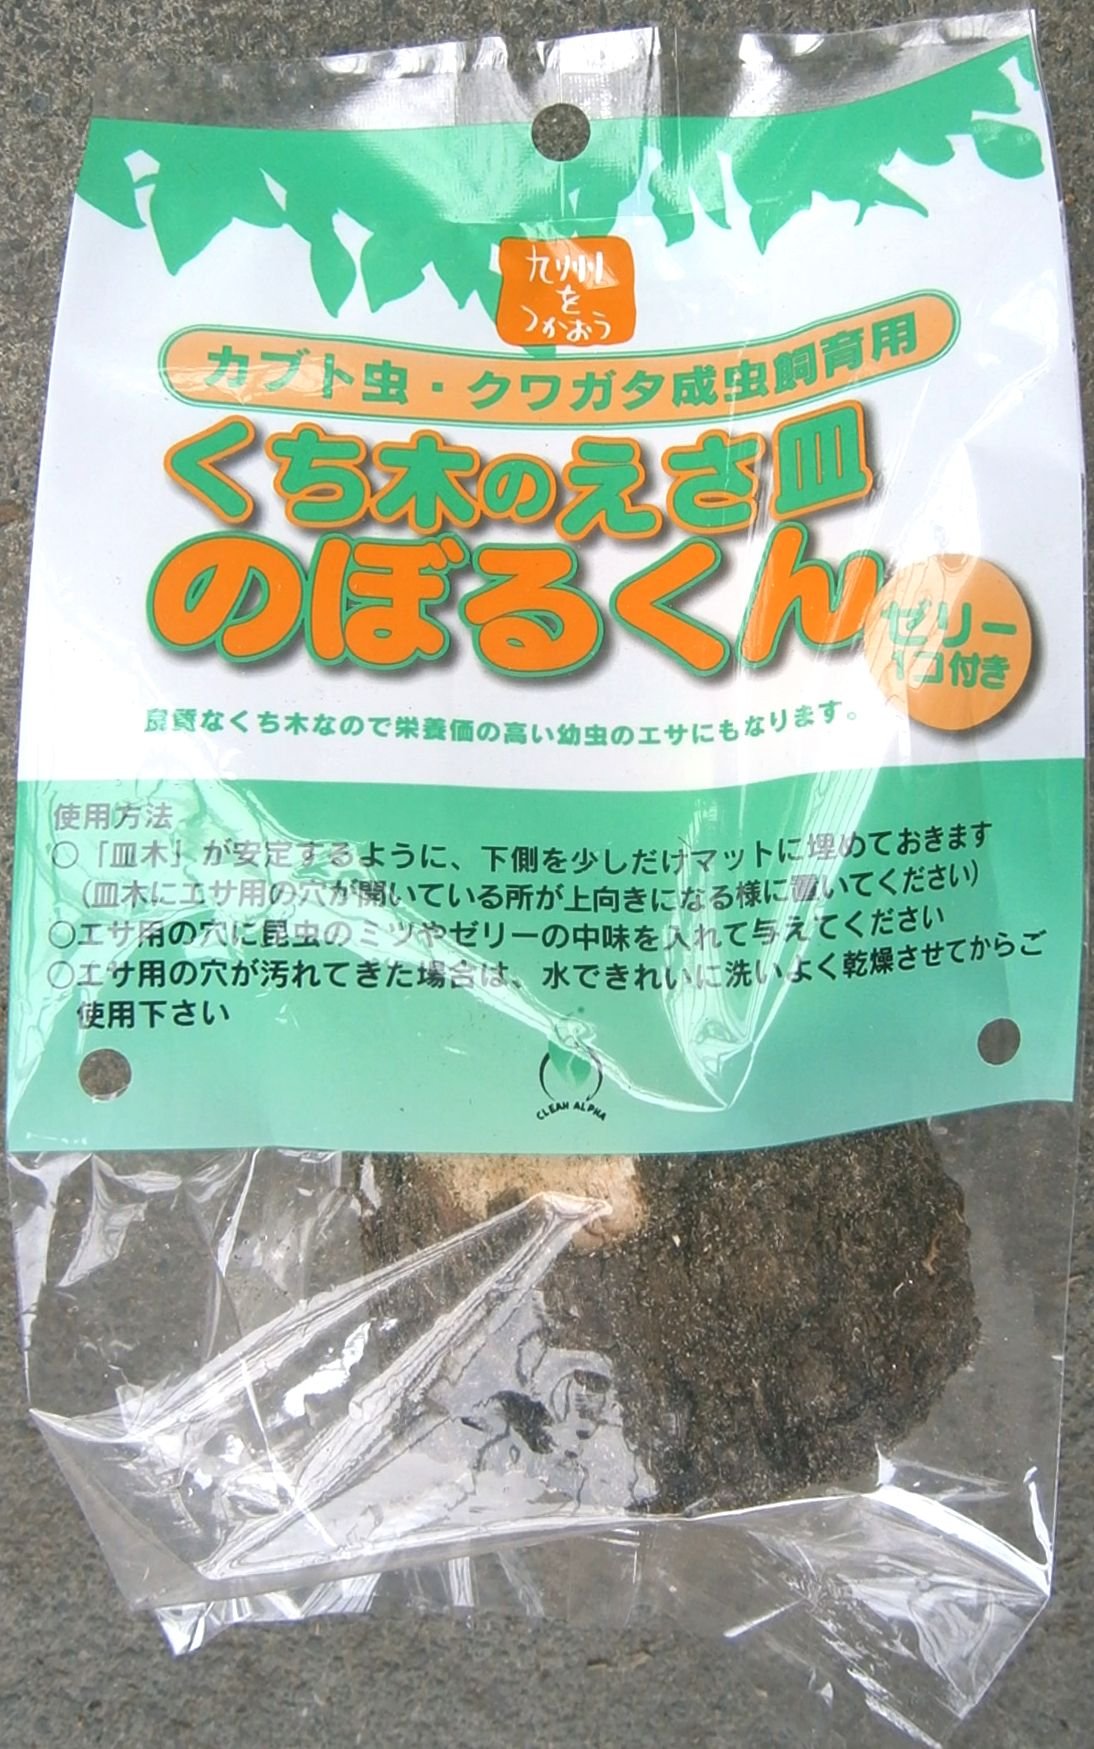 九州
を
つかおう
カブト虫・クワガタ成虫飼育用
くち木のえさ皿
のぼるくん
ゼリー
1コ付き
良質なくち木なので栄養価の高い幼虫のエサにもなります。
使用方法
○「皿木」が安定するように、下側を少しだけマットに埋めておきます
(皿木にエサ用の穴が開いている所が上向きになる様に置いてください)
○エサ用の穴に昆虫のミツやゼリーの中味を入れて与えてください
○エサ用の穴が汚れてきた場合は、水できれいに洗いよく乾燥させてからご
使用下さい
CLEAN ALPHA